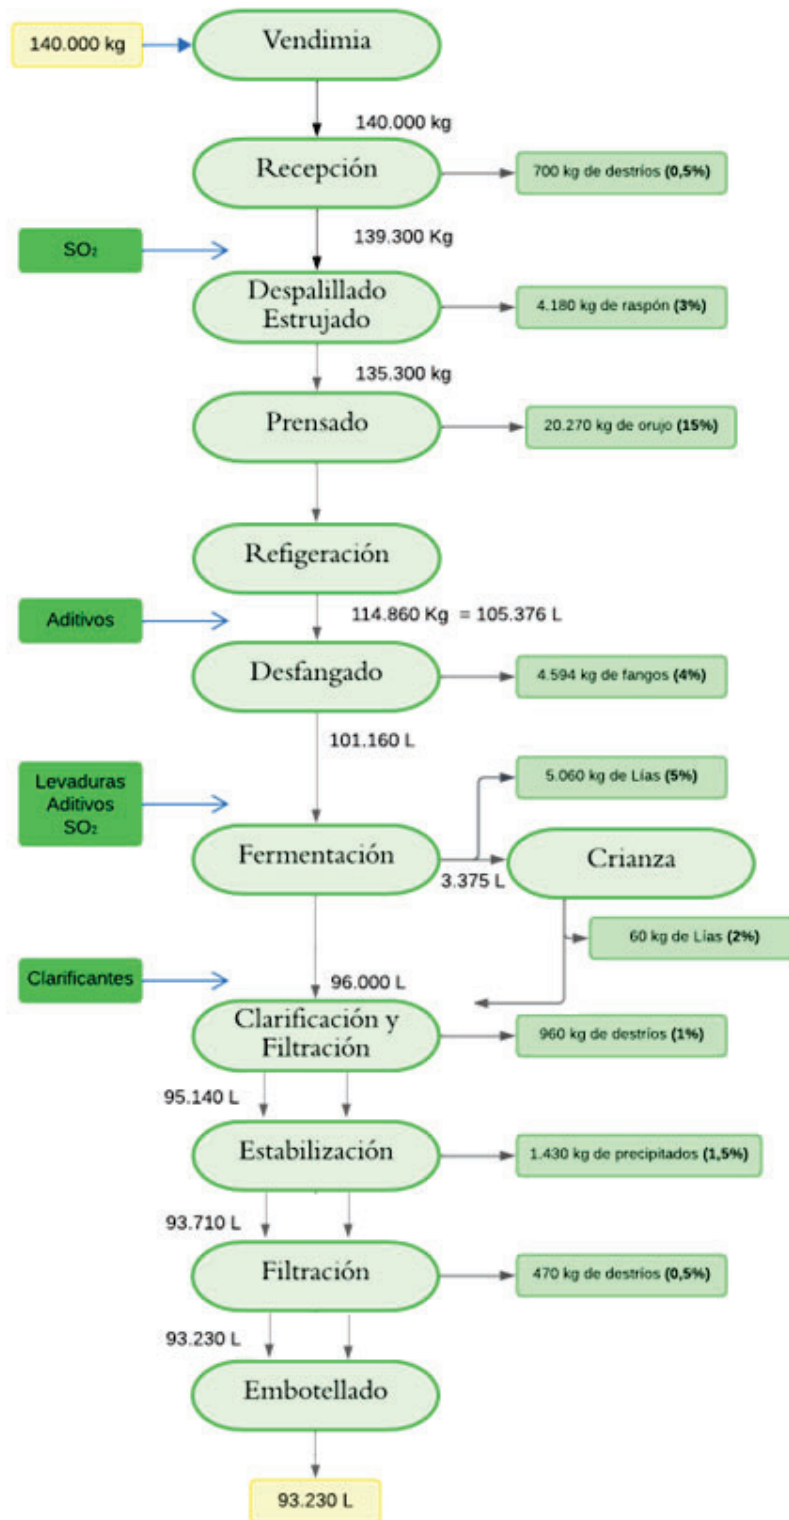 140.000 kg
Vendimia
140.000 kg
Recepción
700 kg de destríos (0,5%)
SO₂
139.300 Kg
Despalillado
Estrujado
4.180 kg de raspón (3%)
135.300 kg
Prensado
20.270 kg de orujo (15%)
Refigeración
Aditivos
114.860 Kg = 105.376 L
Desfangado
4.594 kg de fangos (4%)
101.160 L
Levaduras
Aditivos
SO₂
5.060 kg de Lías (5%)
Fermentación
3.375 L
Crianza
60 kg de Lías (2%)
Clarificantes
96.000 L
Clarificación y
Filtración
960 kg de destríos (1%)
95.140 L
Estabilización
1.430 kg de precipitados (1,5%)
93.710 L
Filtración
470 kg de destríos (0,5%)
93.230 L
Embotellado
93.230 L